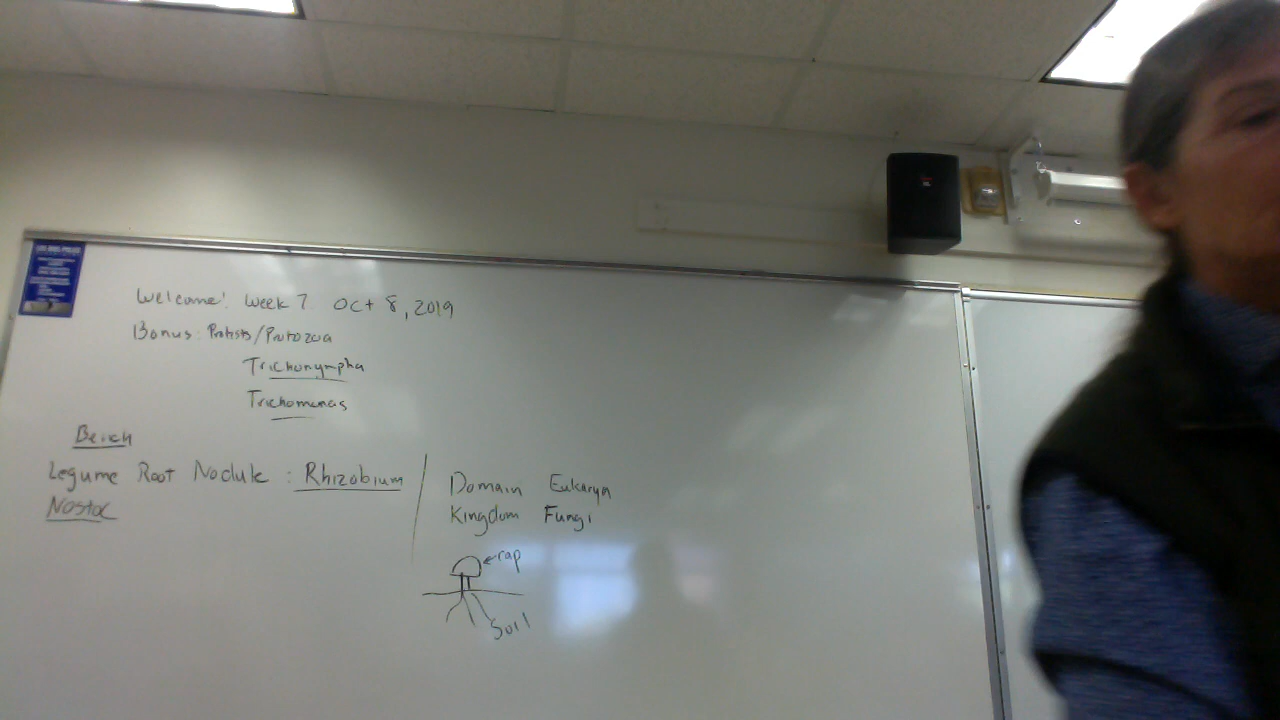 Welcome! Week 7 Oct 8, 2019
Bonus: Protists/Protozoa
Trichonympha
Trichomonas
Bench
Legume Root Nodule : Rhizobium
Nostoc
Domain Eukarya
Kingdom Fungi
cap
Soil